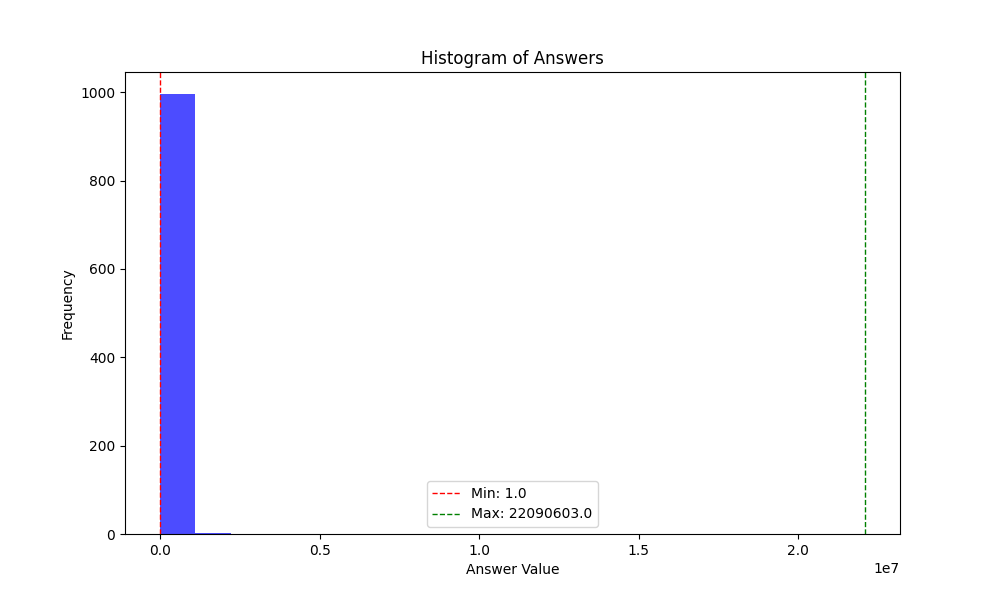 Histogram of Answers
1000
800
600
400
200
0
Frequency
Min: 1.0
Max: 22090603.0
0.0 0.5 1.0 1.5 2.0
1e7
Answer Value